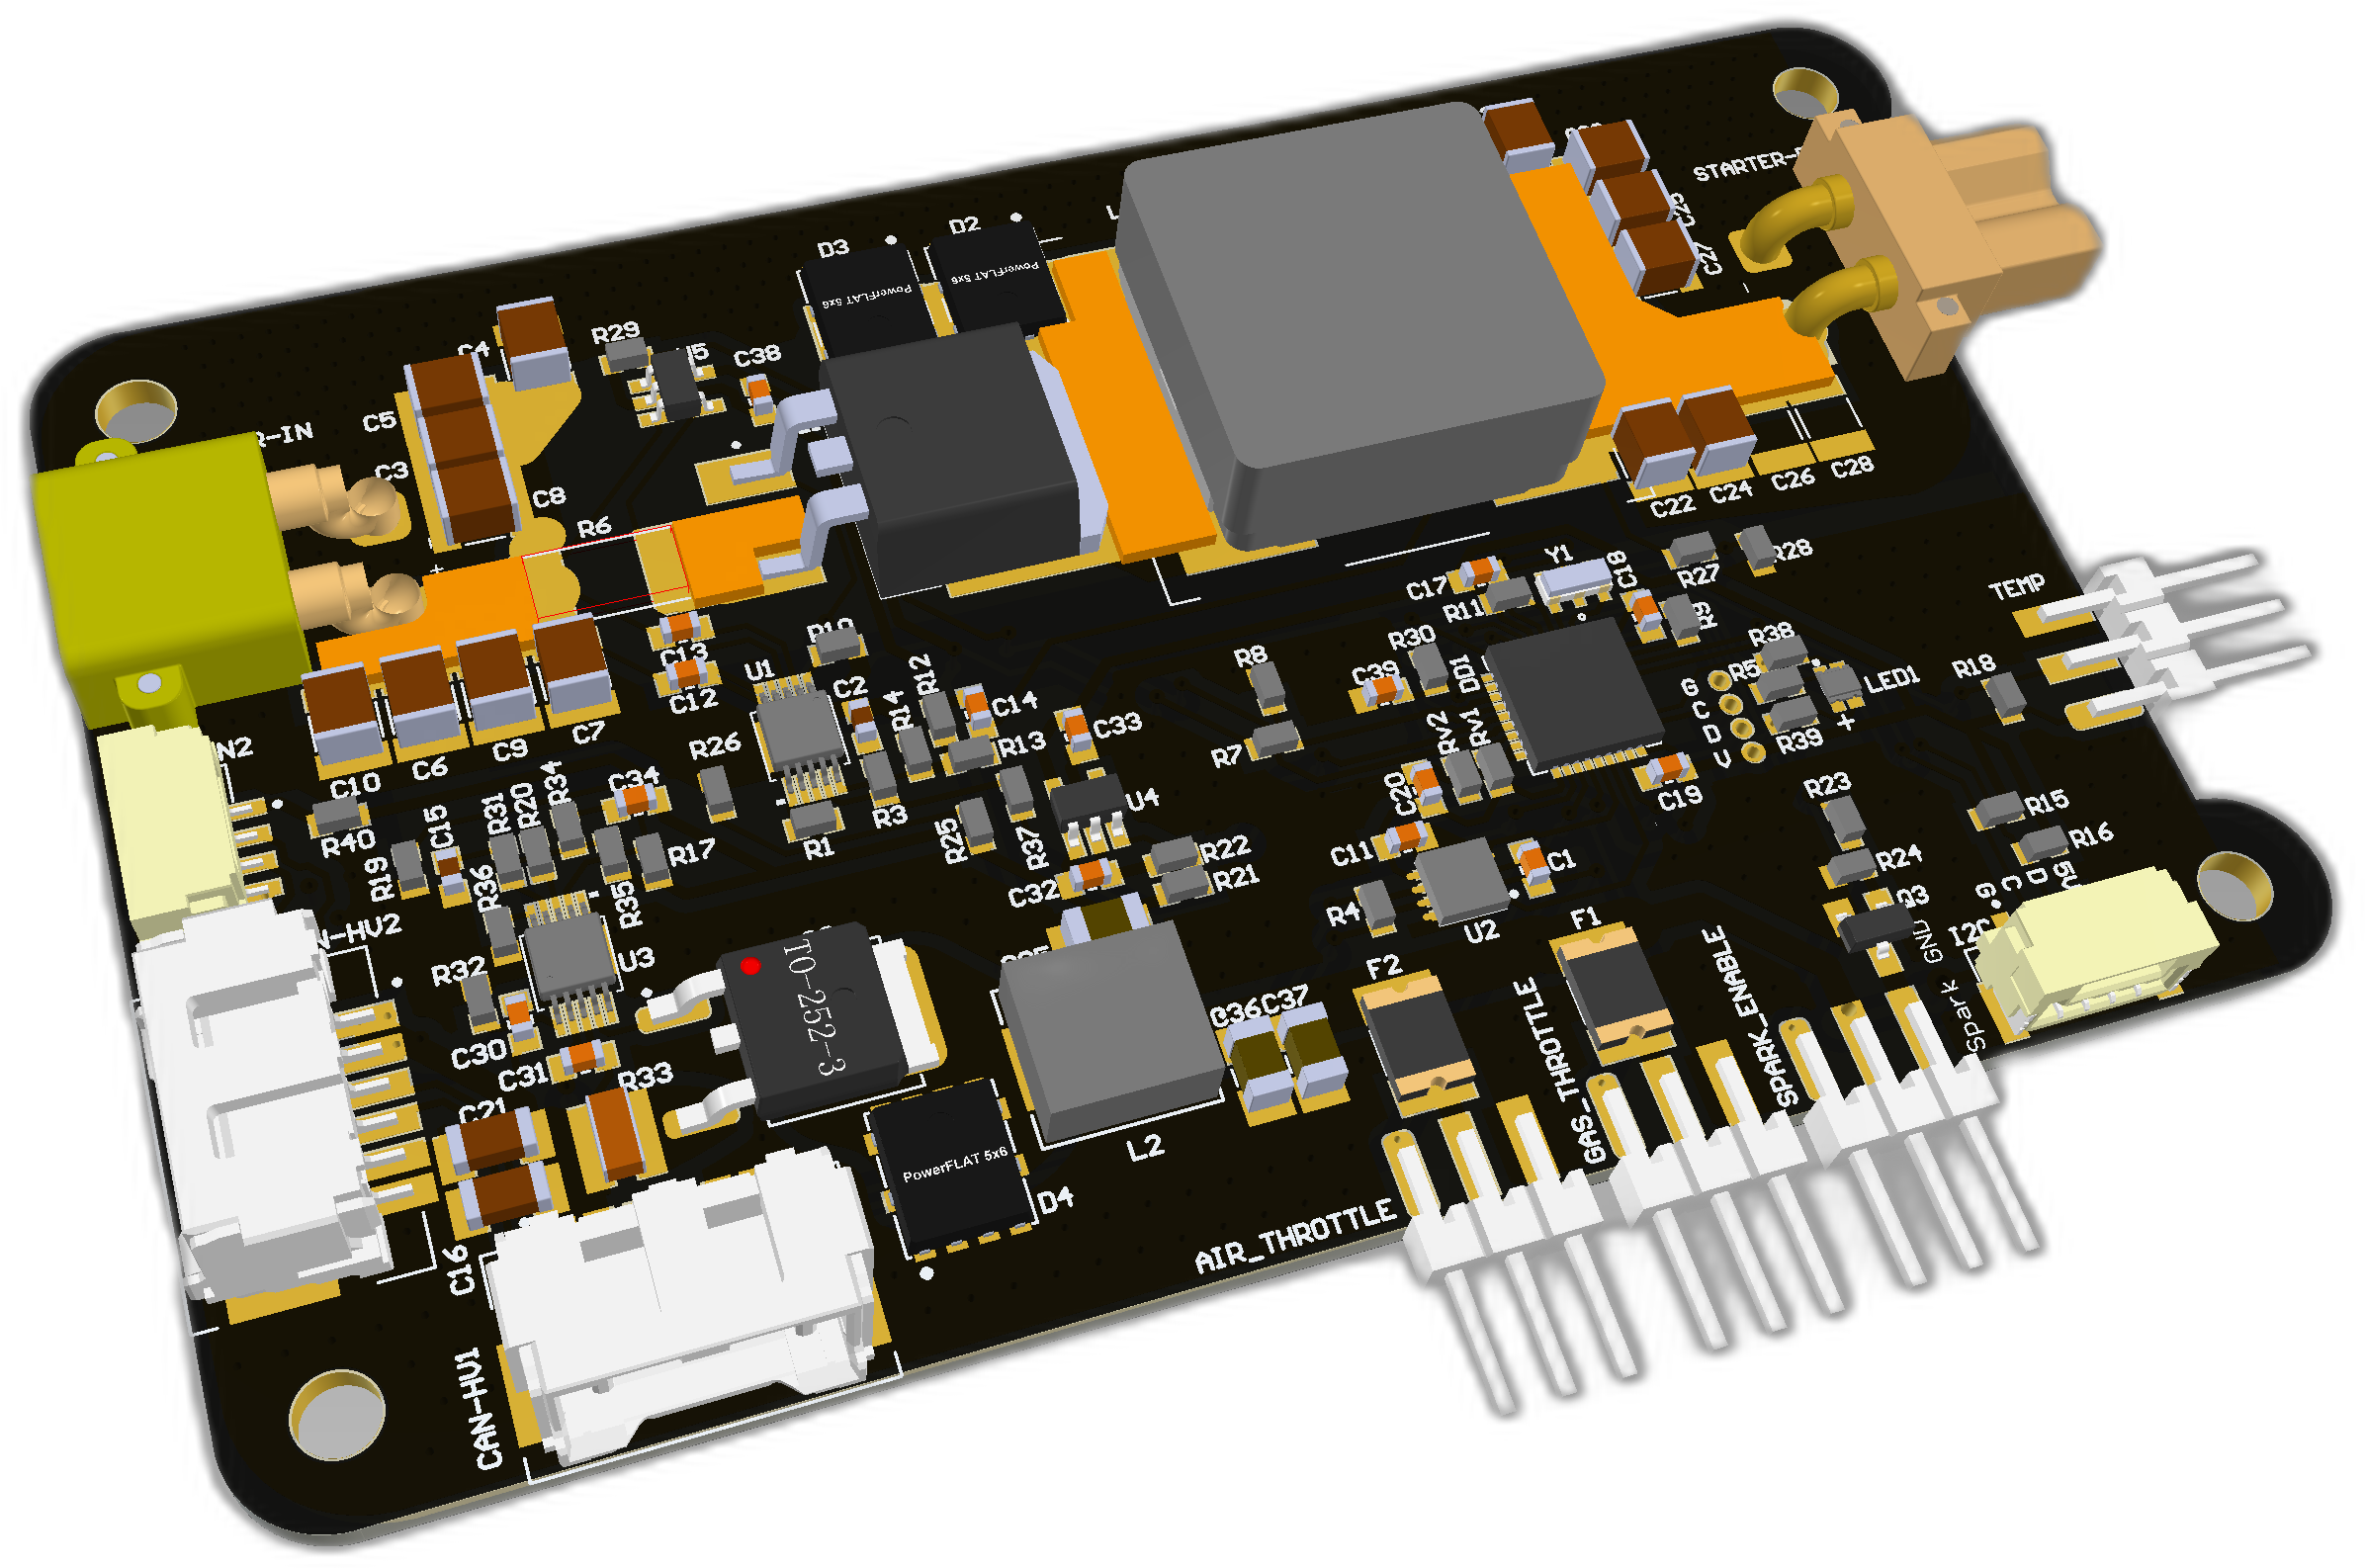 D2
D3
PowerFLAT 5x6
PowerFLAT 5x6
C27
R29
C38
C4
C5
C3
C8
R6
C22
C24
C26
C28
Y1
C17
C18
R11
R27
R28
R9
TEMP
C13
C12
R10
U1
C2
R14
R12
C14
R13
C33
R8
R7
R30
C39
DD1
R38
R5
R39
LED1
G
C
D
V
R18
RV2
RV1
C20
C19
C10
C6
C9
C7
R40
R19
C15
R31
R20
R34
C34
R26
R17
R35
R36
R1
R3
R25
R37
U4
C32
R22
R21
C11
R4
U2
C1
R23
R24
R15
R16
Q3
I2C
G
C
D
5V
GND
Spark
F1
F2
R32
U3
C30
C31
R33
C21
C16
TO-252-3
C36
C37
L2
PowerFLAT 5x6
D4
AIR_THROTTLE
GAS_THROTTLE
SPARK_ENABLE
CAN-HV1